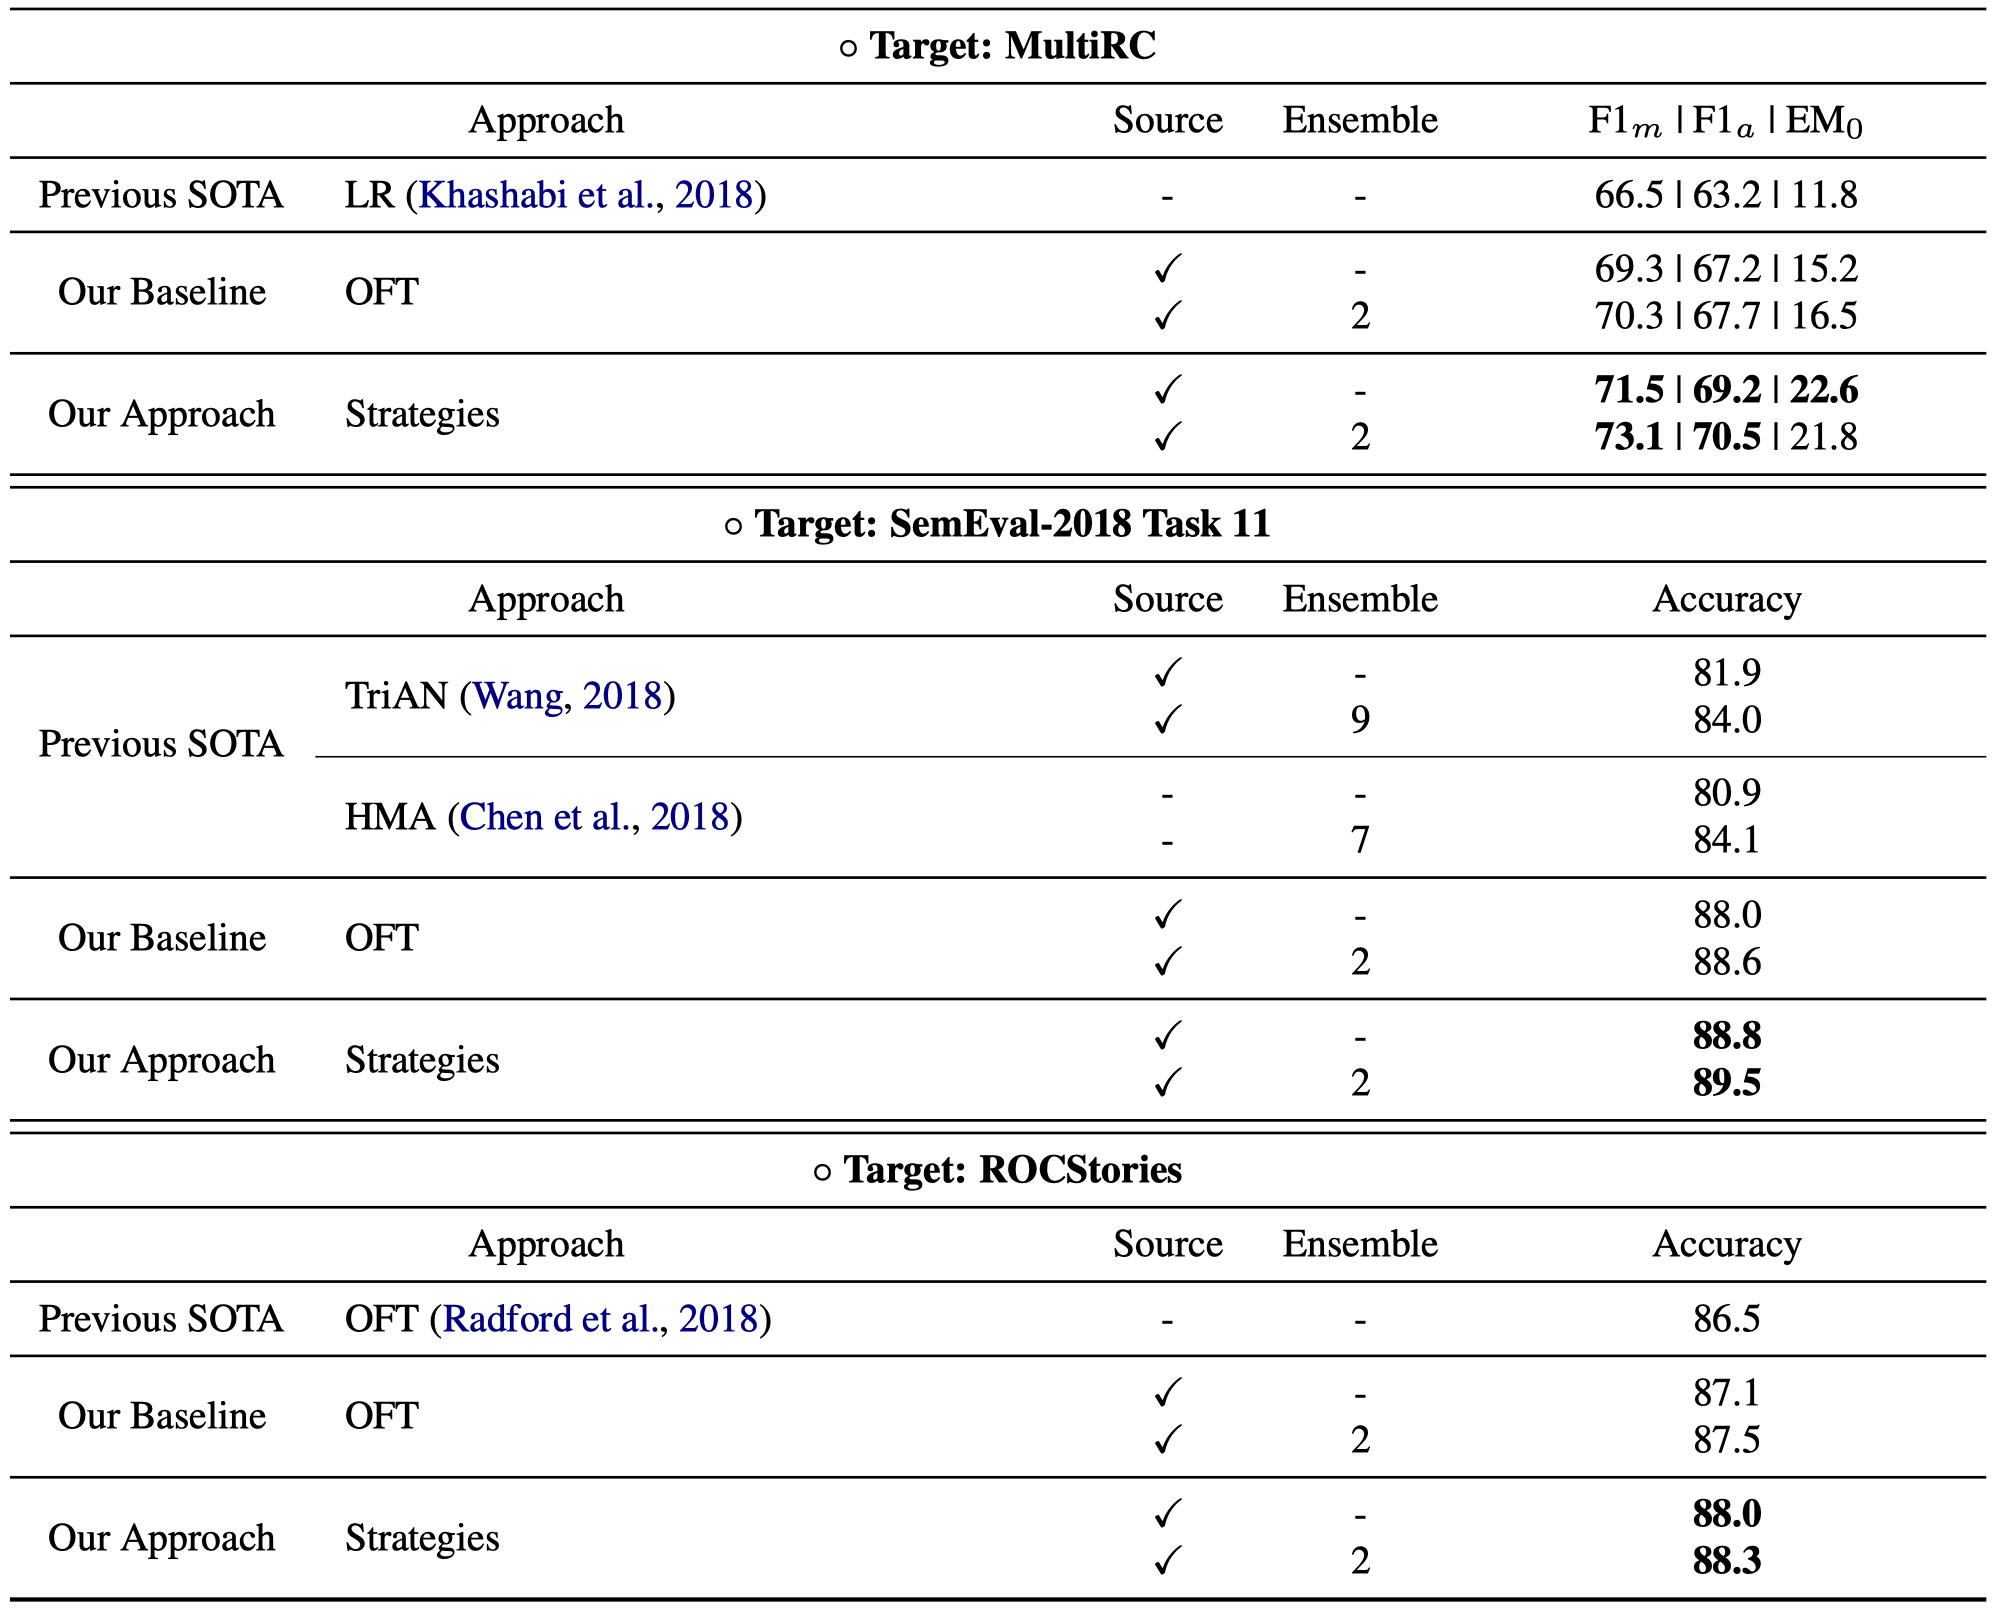 ○ Target: MultiRC
Approach Source Ensemble F1m | F1a | EM0
Previous SOTA LR (Khashabi et al., 2018) - - 66.5 | 63.2 | 11.8
✓ - 69.3 | 67.2 | 15.2
Our Baseline OFT
✓ 2 70.3 | 67.7 | 16.5
✓ - 71.5 | 69.2 | 22.6
Our Approach Strategies
✓ 2 73.1 | 70.5 | 21.8
○ Target: SemEval-2018 Task 11
Approach Source Ensemble Accuracy
✓ - 81.9
TriAN (Wang, 2018)
✓ 9 84.0
Previous SOTA
- - 80.9
HMA (Chen et al., 2018)
- 7 84.1
✓ - 88.0
Our Baseline OFT
✓ 2 88.6
✓ - 88.8
Our Approach Strategies
✓ 2 89.5
○ Target: ROCStories
Approach Source Ensemble Accuracy
Previous SOTA OFT (Radford et al., 2018) - - 86.5
✓ - 87.1
Our Baseline OFT
✓ 2 87.5
✓ - 88.0
Our Approach Strategies
✓ 2 88.3